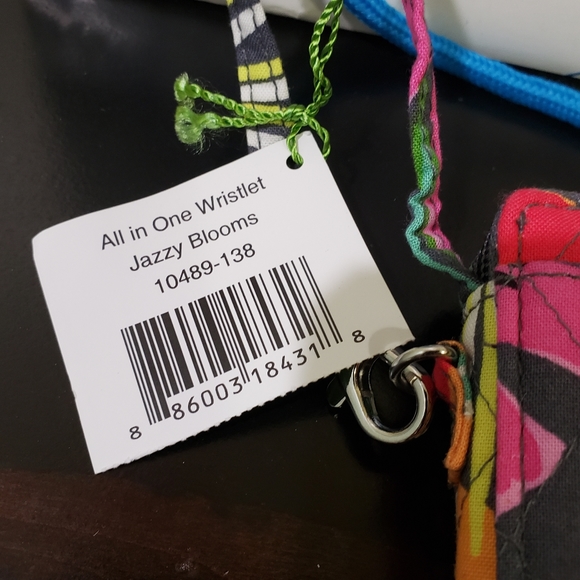 All in One Wristlet
Jazzy Blooms
10489-138
8 86003 18431 8